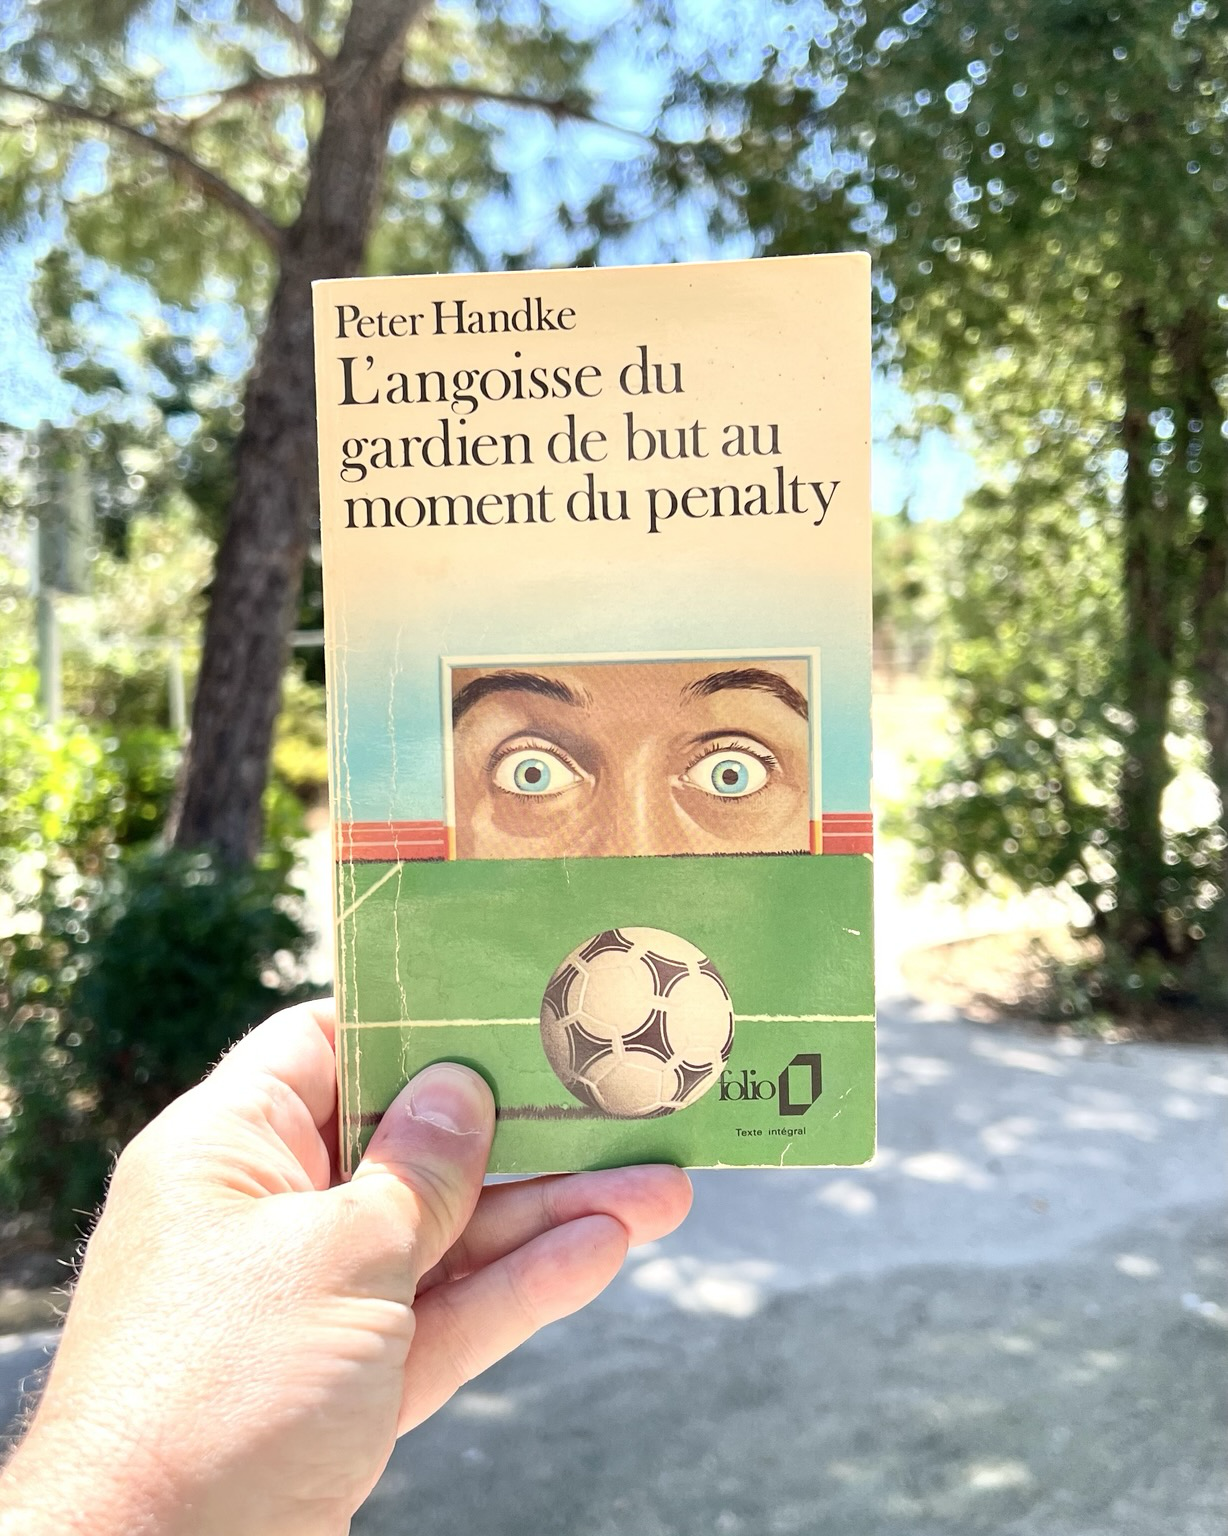 Peter Handke
L'angoisse du
gardien de but au
moment du penalty
folio
Texte intégral